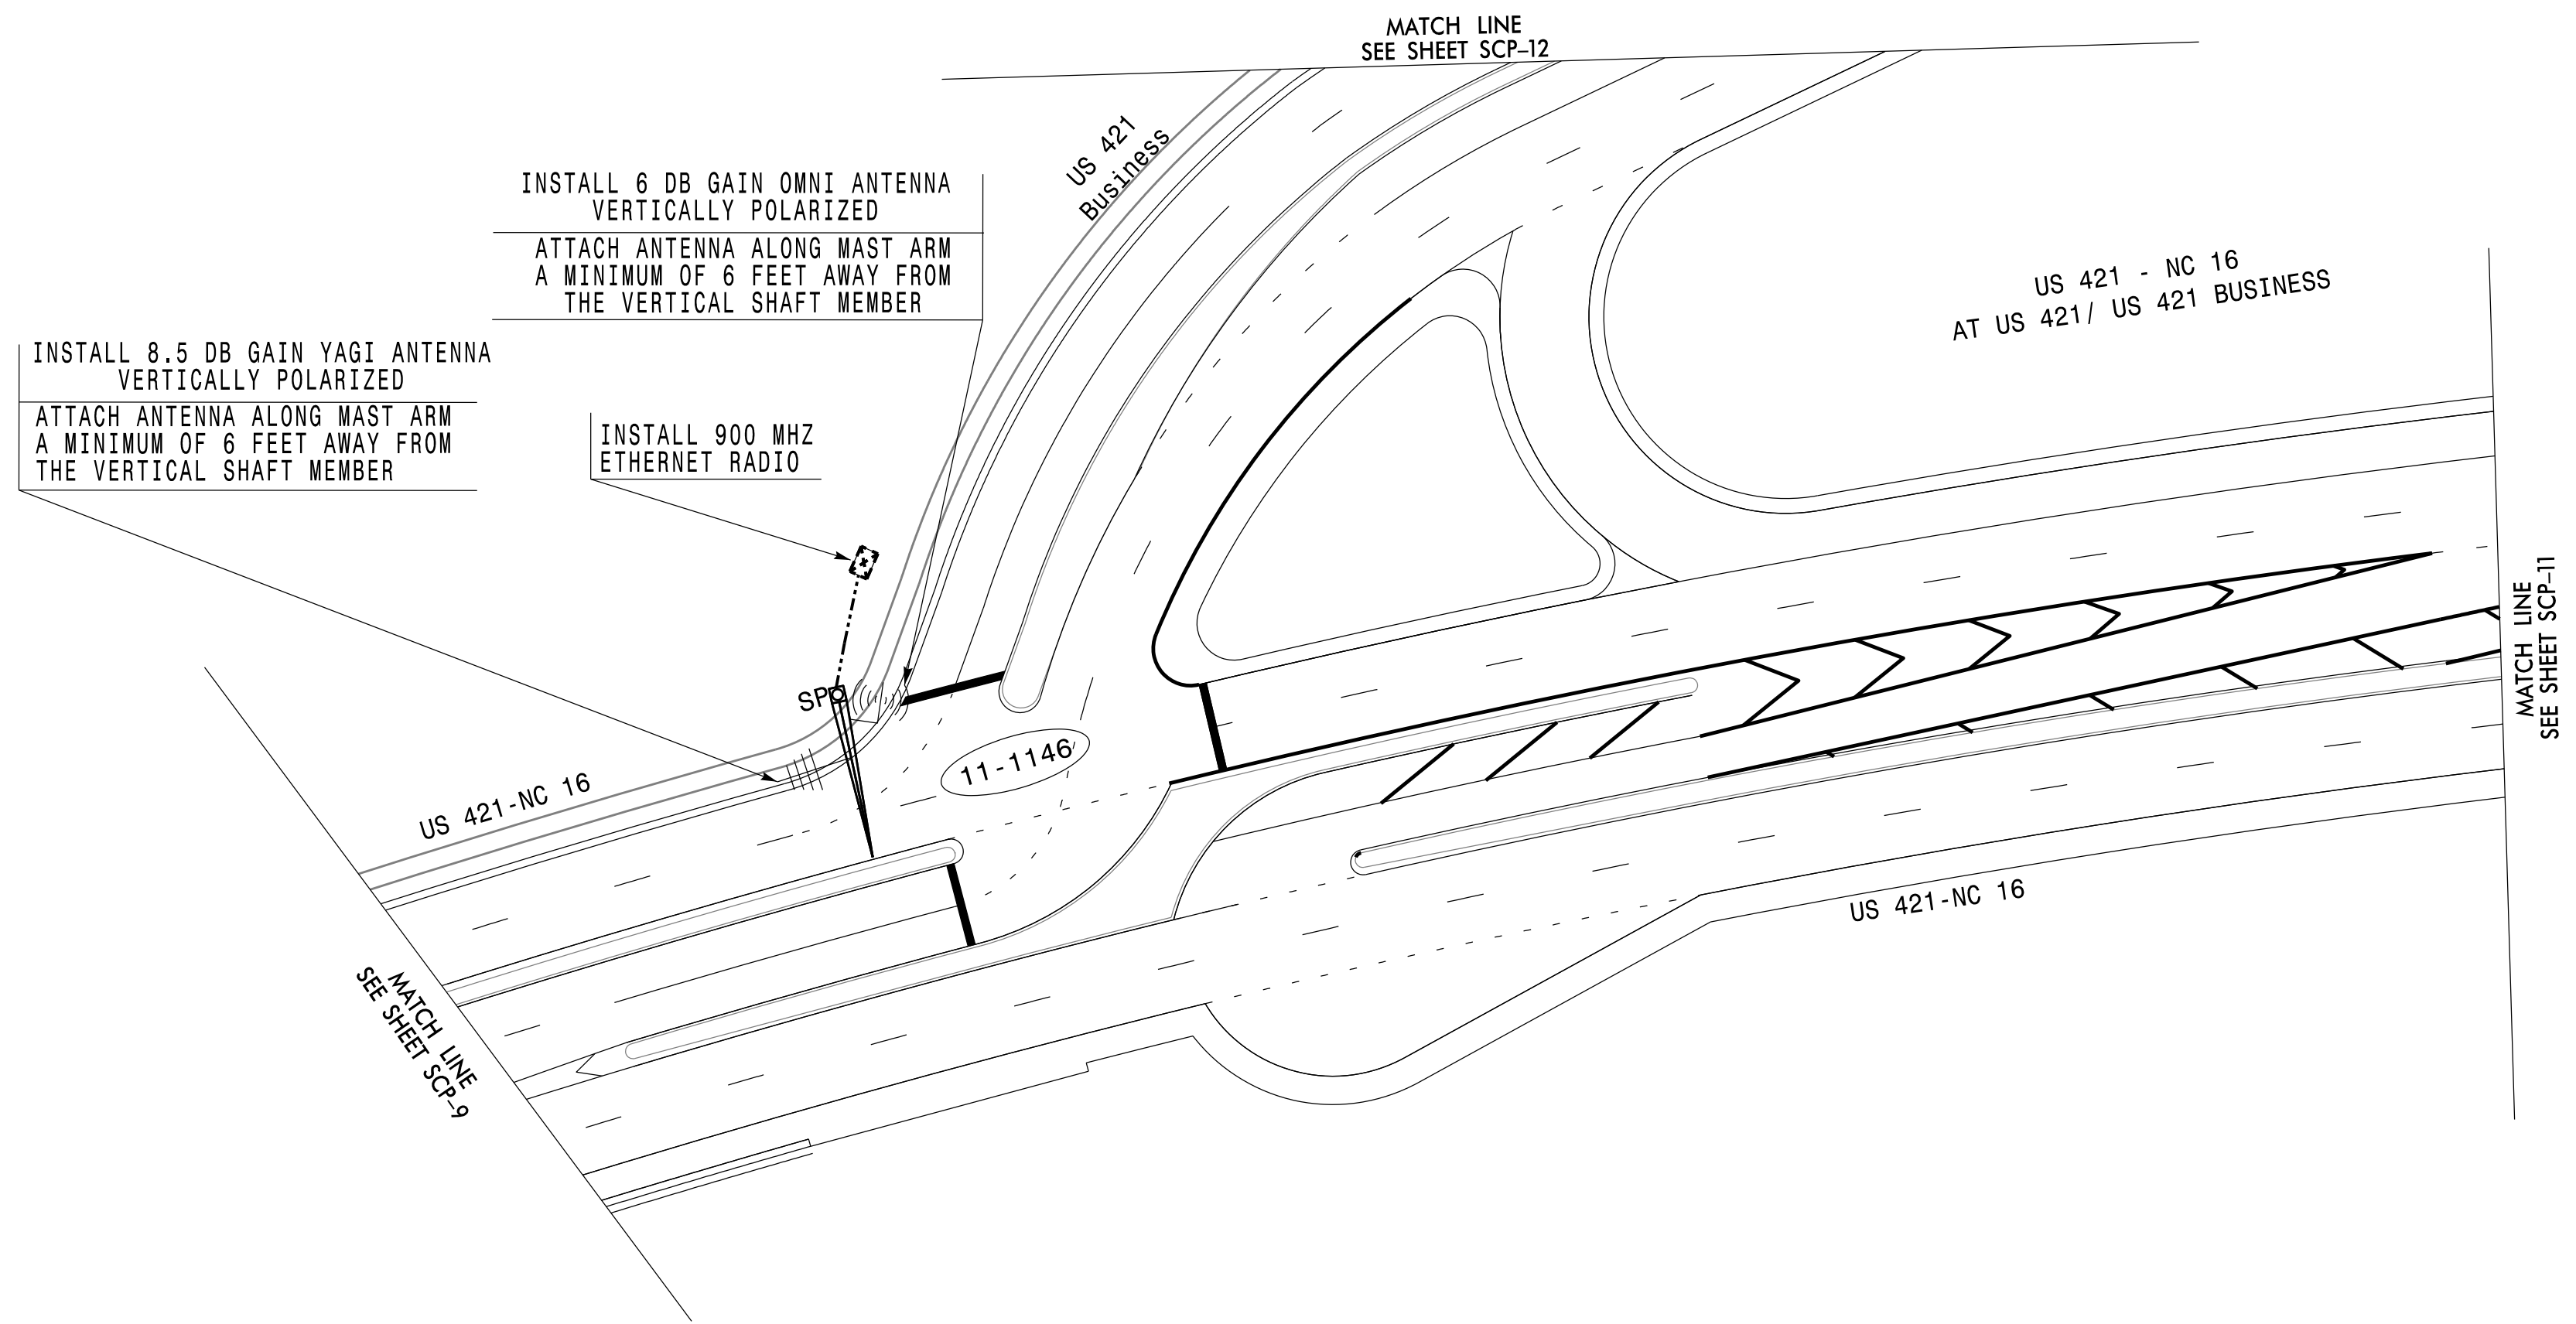 MATCH LINE
SEE SHEET SCP-12
US 421
Business
INSTALL 6 DB GAIN OMNI ANTENNA
VERTICALLY POLARIZED
ATTACH ANTENNA ALONG MAST ARM
A MINIMUM OF 6 FEET AWAY FROM
THE VERTICAL SHAFT MEMBER
US 421 - NC 16
AT US 421/ US 421 BUSINESS
INSTALL 8.5 DB GAIN YAGI ANTENNA
VERTICALLY POLARIZED
ATTACH ANTENNA ALONG MAST ARM
A MINIMUM OF 6 FEET AWAY FROM
THE VERTICAL SHAFT MEMBER
INSTALL 900 MHZ
ETHERNET RADIO
MATCH LINE
SEE SHEET SCP-11
SP
11-1146
US 421-NC 16
US 421-NC 16
MATCH LINE
SEE SHEET SCP-9